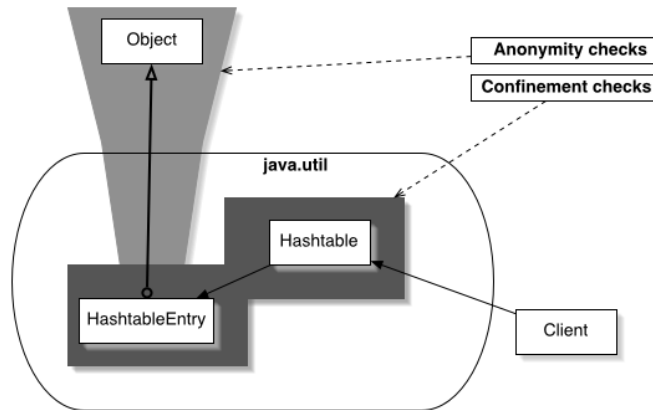 Object
Anonymity checks
Confinement checks
java.util
Hashtable
HashtableEntry
Client